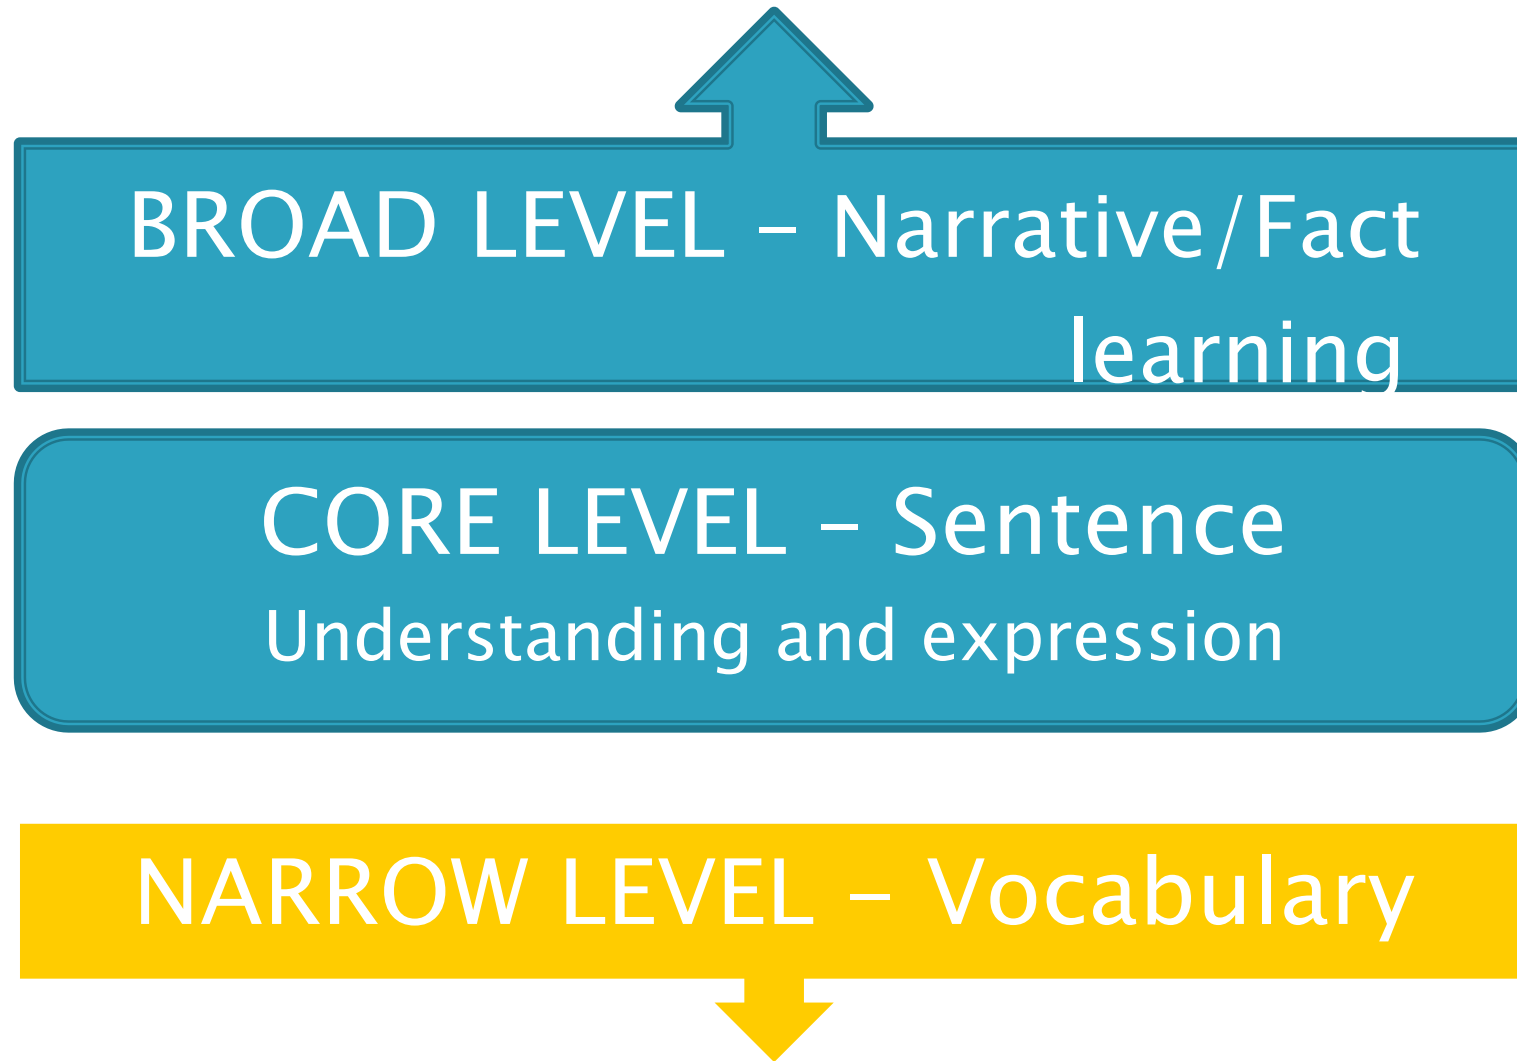 BROAD LEVEL – Narrative/Fact
learning
CORE LEVEL – Sentence
Understanding and expression
NARROW LEVEL – Vocabulary